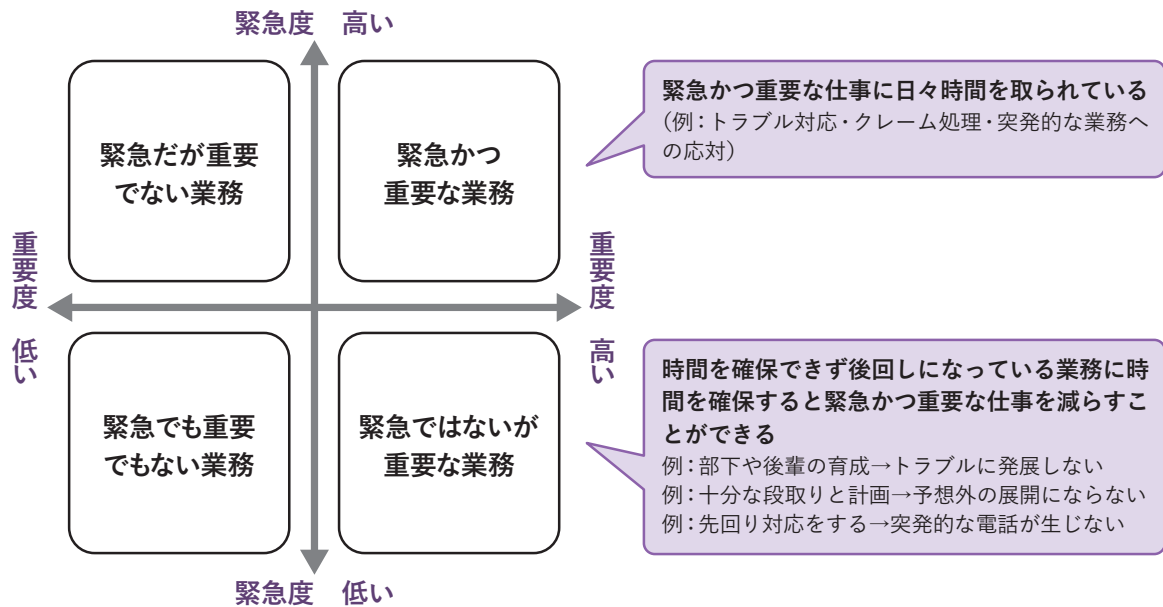 緊急度 高い
緊急だが重要
でない業務
緊急かつ
重要な業務
緊急かつ重要な仕事に日々時間を取られている
（例：トラブル対応・クレーム処理・突発的な業務へ
の応対）
重要度 低い
重要度 高い
緊急でも重要
でもない業務
緊急ではないが
重要な業務
時間を確保できず後回しになっている業務に時
間を確保すると緊急かつ重要な仕事を減らすこ
とができる
例：部下や後輩の育成→トラブルに発展しない
例：十分な段取りと計画→予想外の展開にならない
例：先回り対応をする→突発的な電話が生じない
緊急度 低い